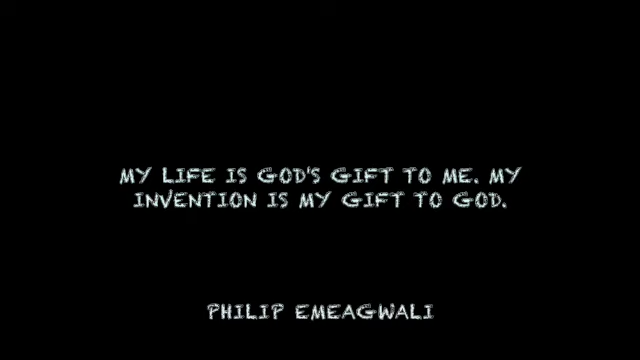 MY LIFE IS GOD'S GIFT TO ME. MY
INVENTION IS MY GIFT TO GOD.
PHILIP EMEAGWALI